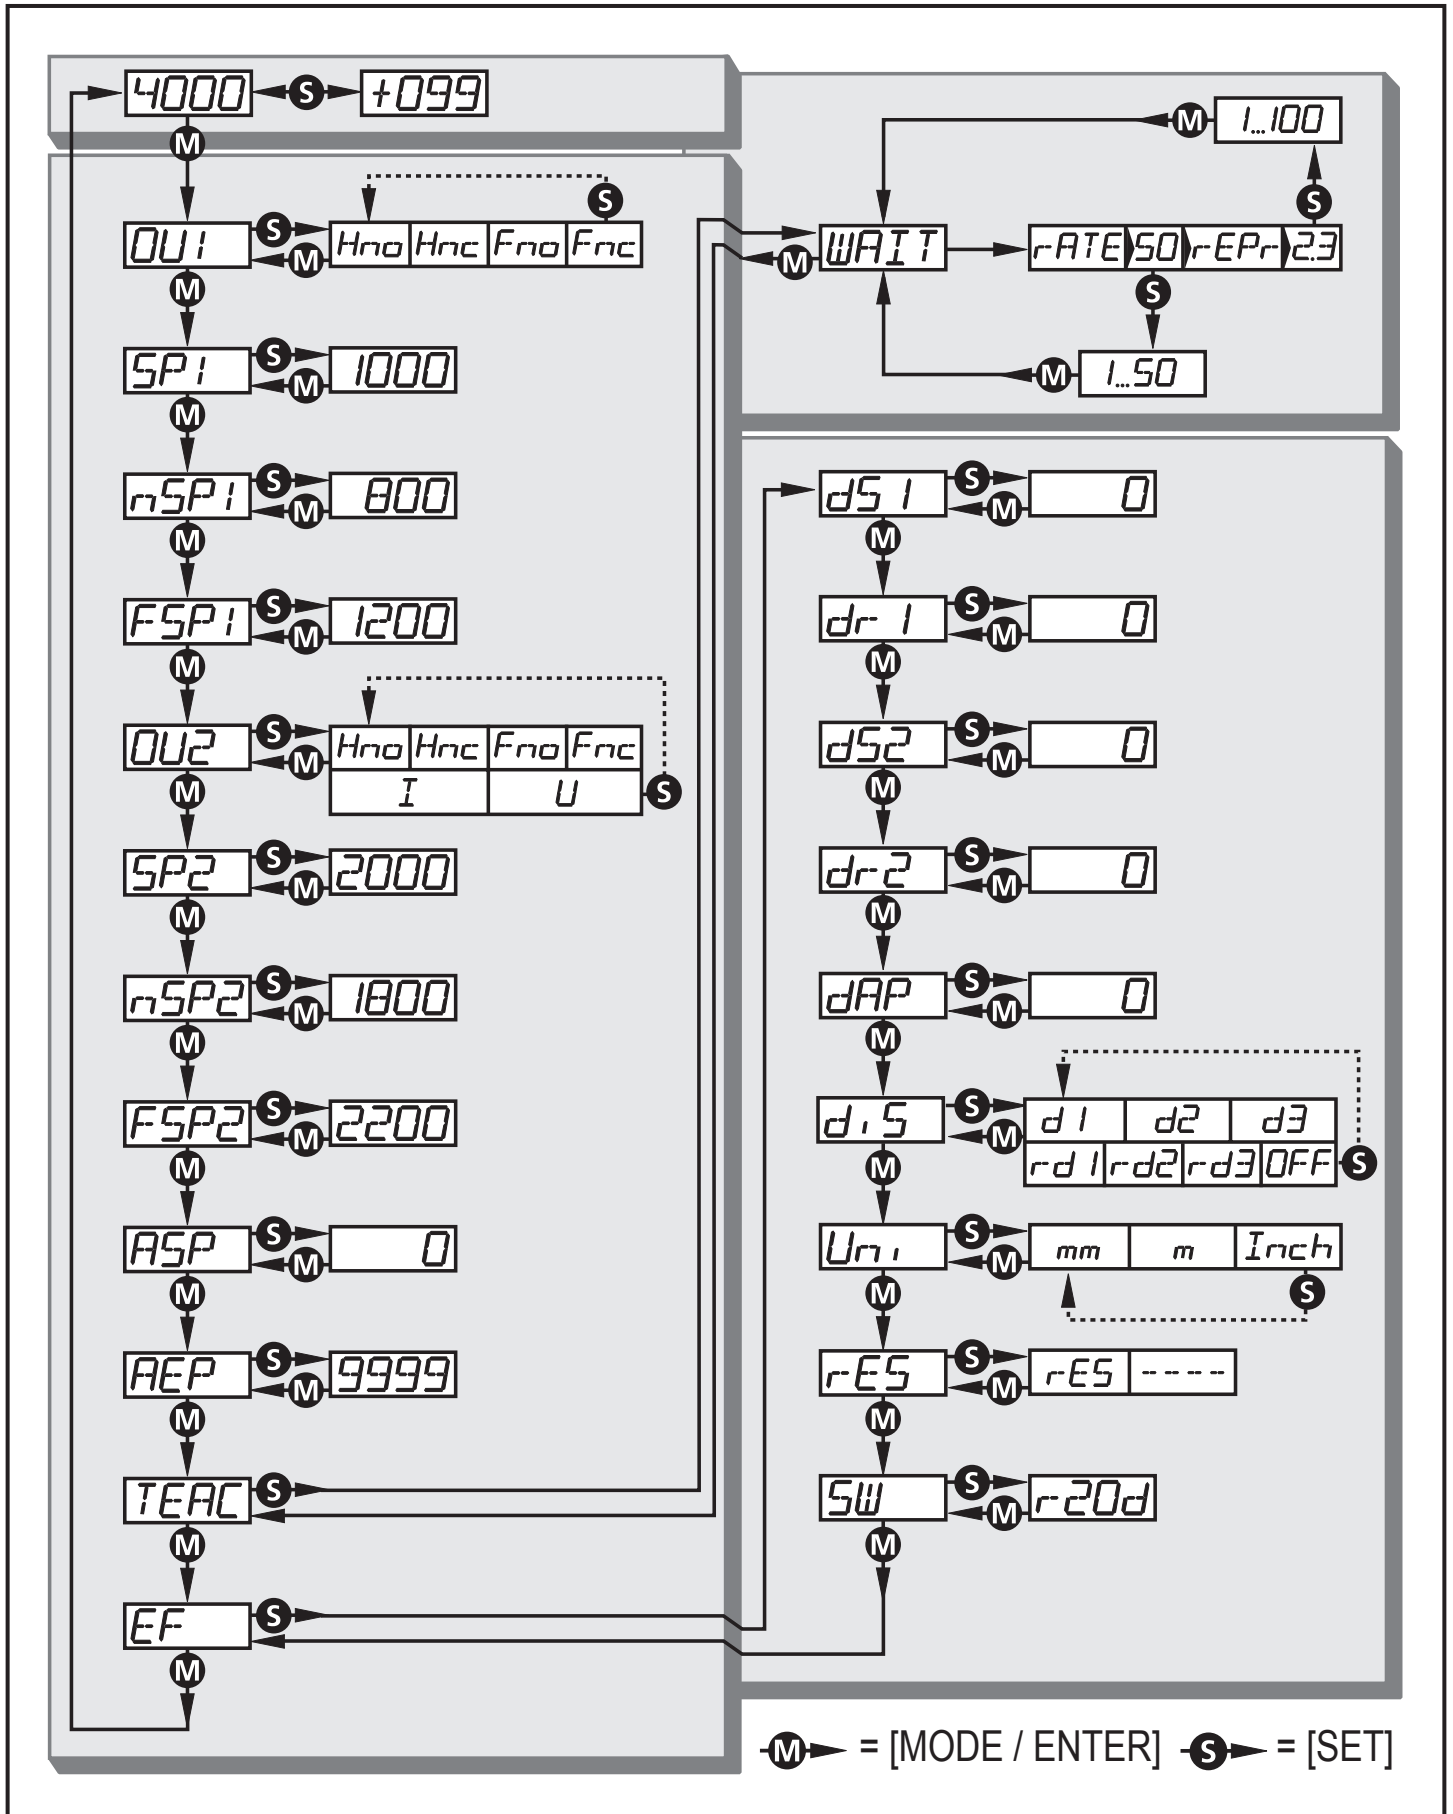 4000 S +099
M
OU1 S M Hno Hnc Fno Fnc S
M
SP1 S M 1000
M
nSP1 S M 800
M
FSP1 S M 1200
M
OU2 S M Hno Hnc Fno Fnc
I U S
M
SP2 S M 2000
M
nSP2 S M 1800
M
FSP2 S M 2200
M
ASP S M 0
M
AEP S M 9999
M
TEAC S
M
EF S
M
M 1...100
S
M WAIT rATE 50 rEPr 2.3
S
M 1...50
dS1 S M 0
M
dr1 S M 0
M
dS2 S M 0
M
dr2 S M 0
M
dAP S M 0
M
diS S M d1 d2 d3
rd1 rd2 rd3 OFF S
M
Uni S M mm m Inch
M S
rES S M rES ----
M
SW S M r20d
M
M = [MODE / ENTER] S = [SET]